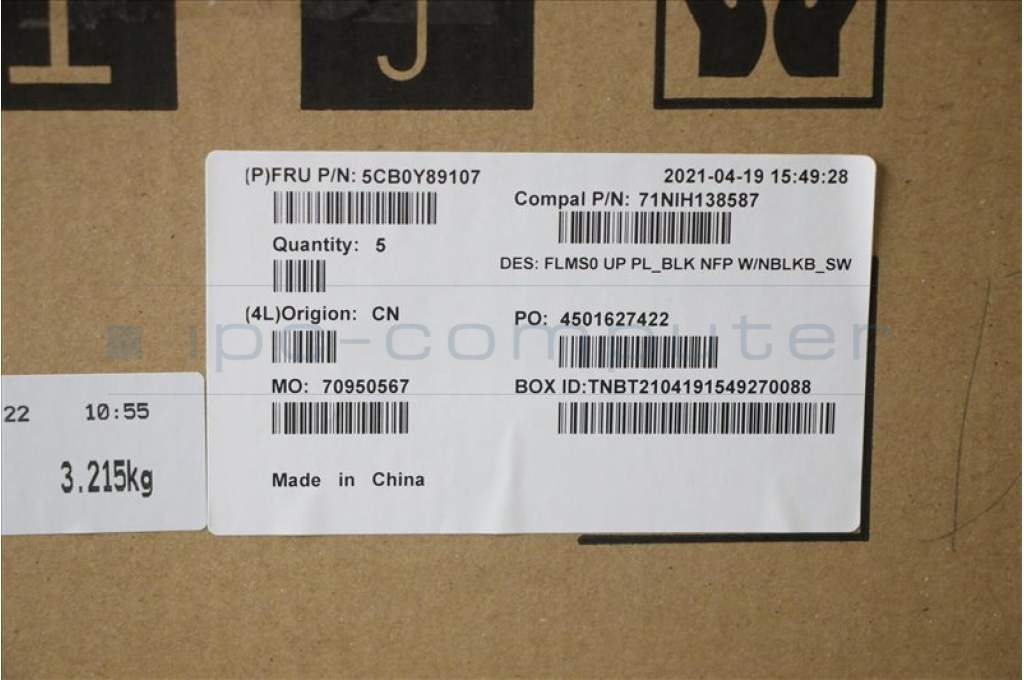 (P)FRU P/N: 5CB0Y89107
2021-04-19 15:49:28
Compal P/N: 71NIH138587
Quantity: 5
DES: FLMS0 UP PL_BLK NFP W/NBLKB_SW
(4L)Origion: CN
PO: 4501627422
ipc-computer
MO: 70950567
BOX ID:TNBT2104191549270088
22 10:55
3.215kg
Made in China